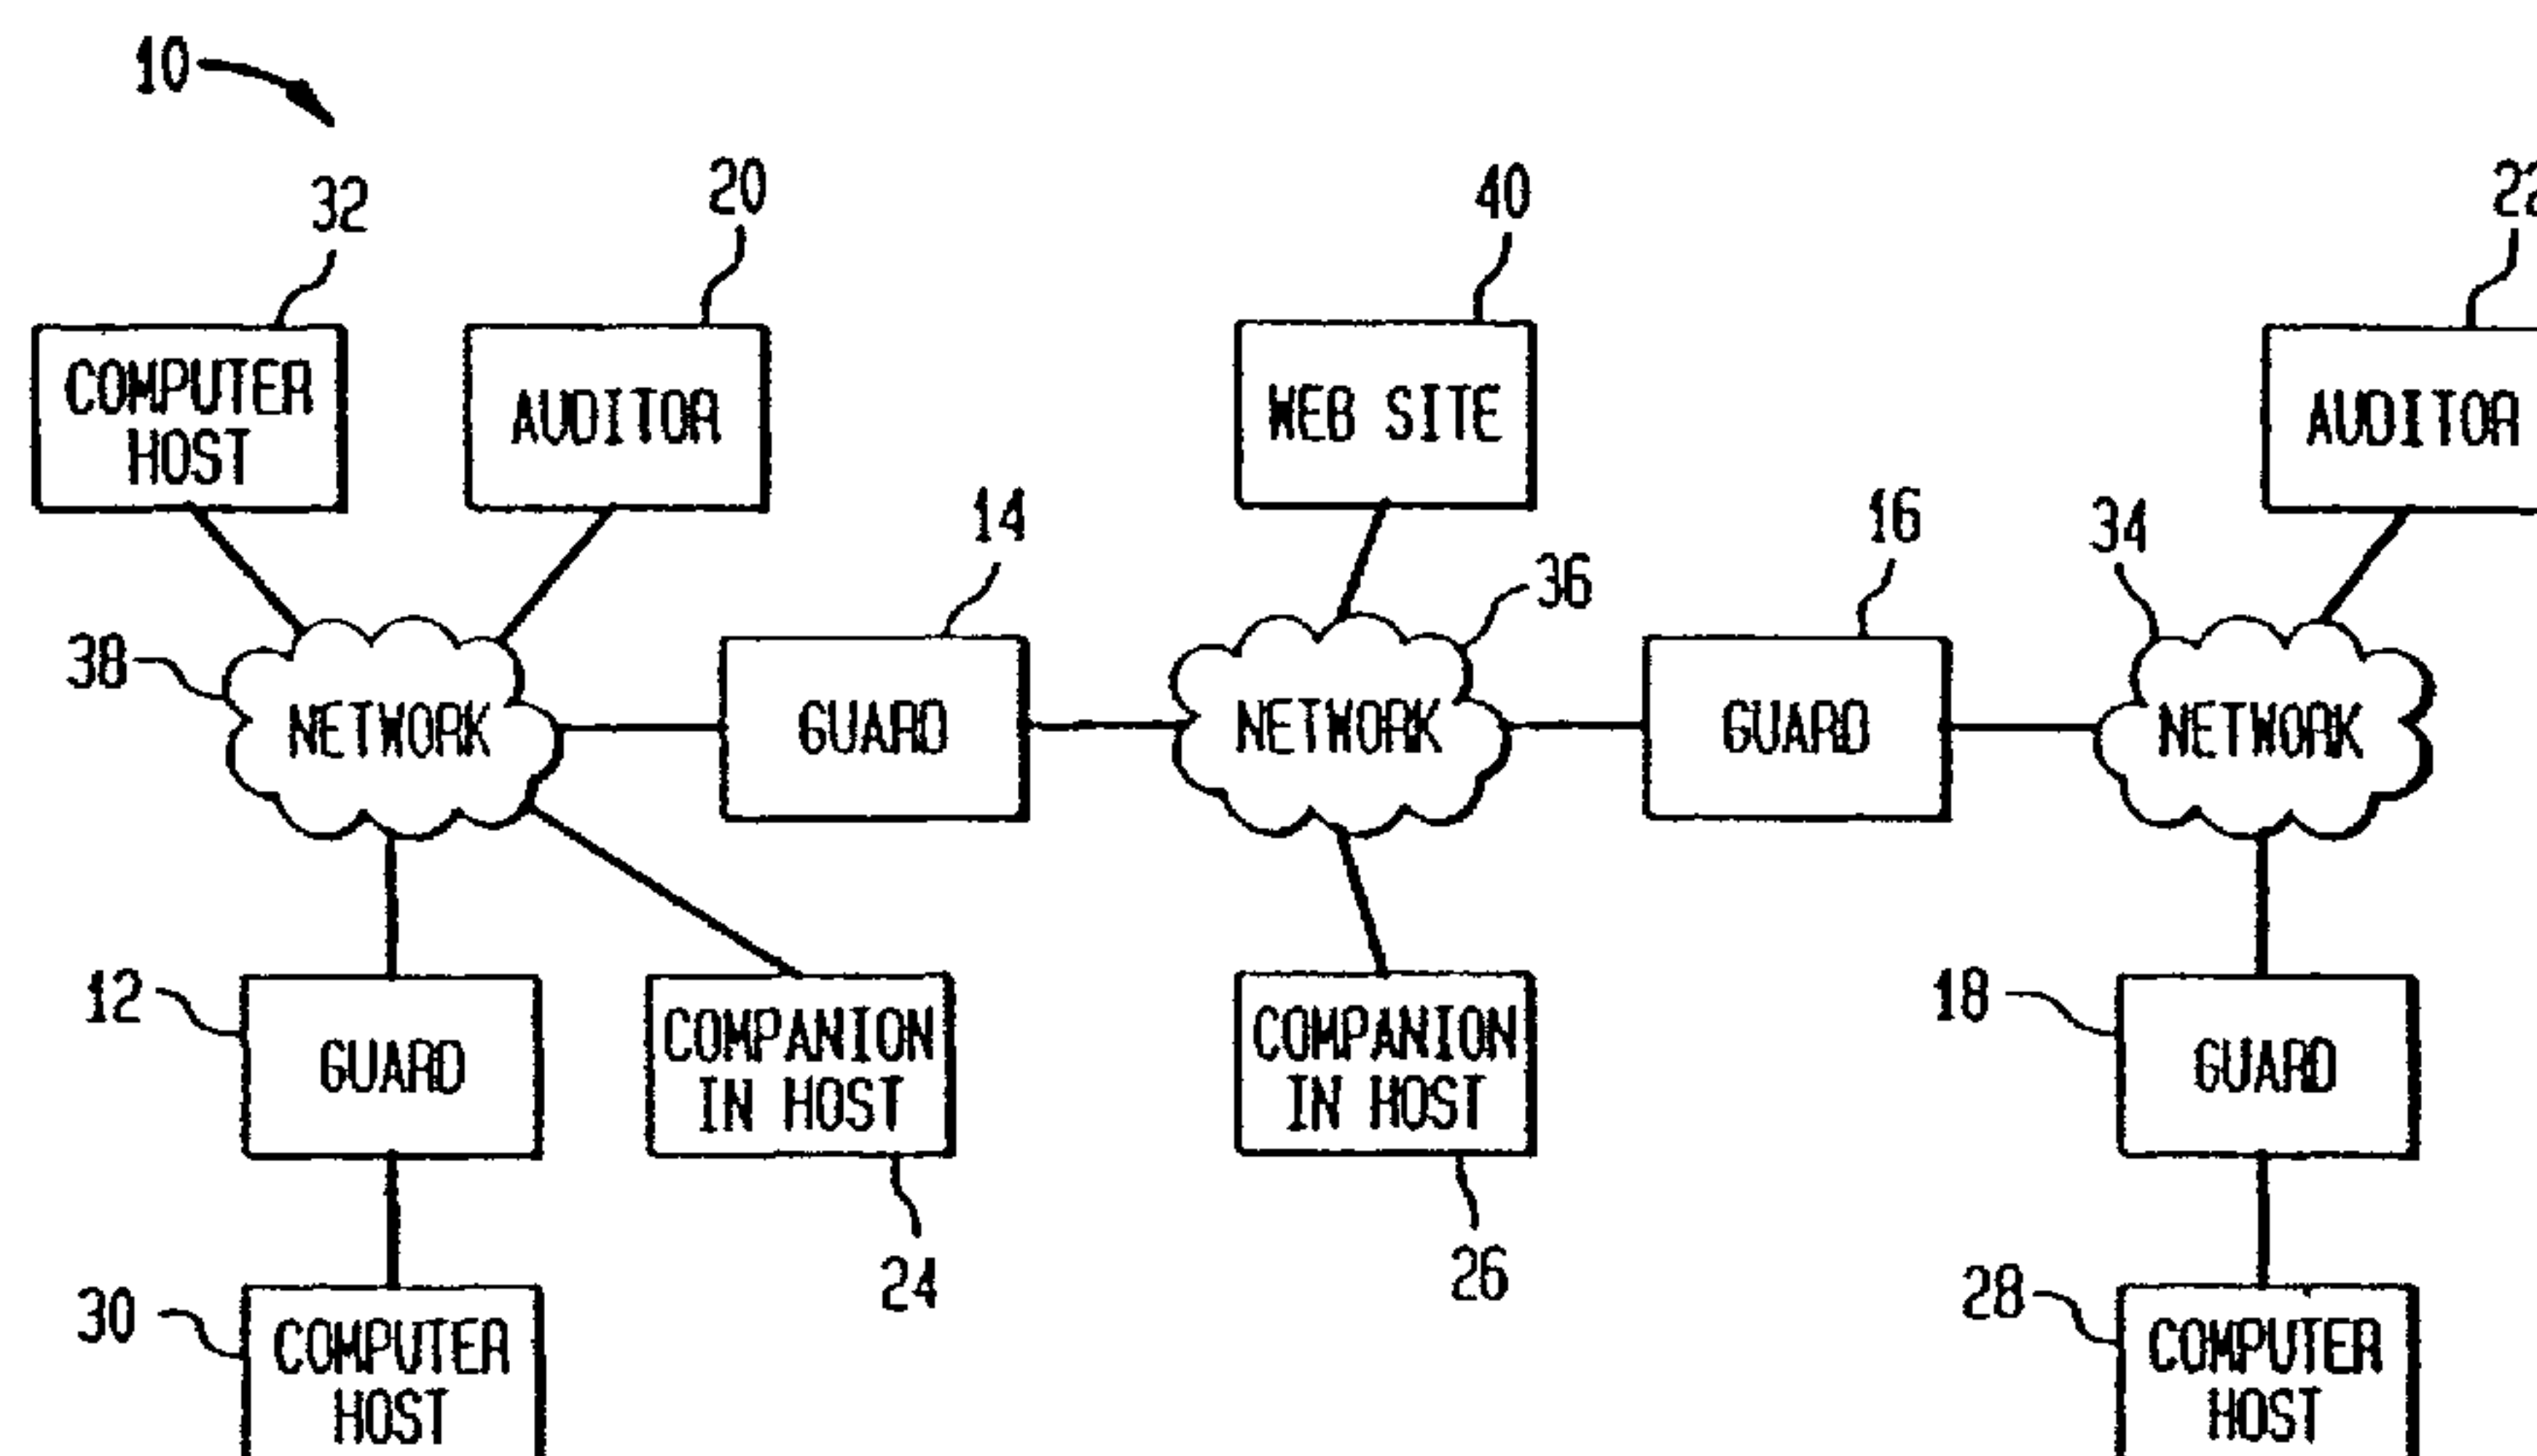 10
32
20
40
22
COMPUTER
HOST
AUDITOR
WEB SITE
AUDITOR
14
16
34
36
38
NETWORK
GUARD
NETWORK
GUARD
NETWORK
12
GUARD
COMPANION
IN HOST
COMPANION
IN HOST
18
GUARD
24
26
30
COMPUTER
HOST
28
COMPUTER
HOST